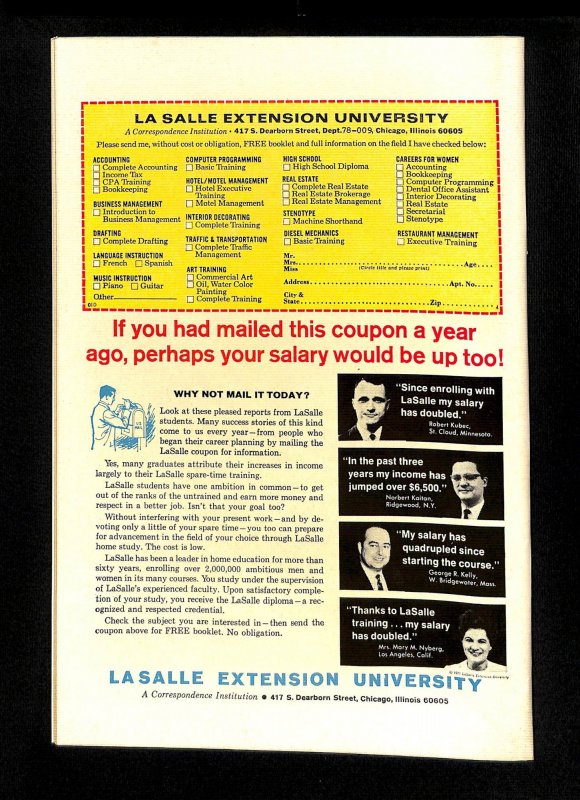 LA SALLE EXTENSION UNIVERSITY
A Correspondence Institution • 417 S. Dearborn Street, Dept. 78-009, Chicago, Illinois 60605
Please send me, without cost or obligation, FREE booklet and full information on the field I have checked below:
ACCOUNTING
Complete Accounting
Income Tax
CPA Training
Bookkeeping
BUSINESS MANAGEMENT
Introduction to
Business Management
DRAFTING
Complete Drafting
LANGUAGE INSTRUCTION
French Spanish
MUSIC INSTRUCTION
Piano Guitar
Other
COMPUTER PROGRAMMING
Basic Training
HOTEL/MOTEL MANAGEMENT
Hotel Executive
Training
Motel Management
INTERIOR DECORATING
Complete Training
TRAFFIC & TRANSPORTATION
Complete Traffic
Management
ART TRAINING
Commercial Art
Oil, Water Color
Painting
Complete Training
HIGH SCHOOL
High School Diploma
REAL ESTATE
Complete Real Estate
Real Estate Brokerage
Real Estate Management
STENOTYPE
Machine Shorthand
DIESEL MECHANICS
Basic Training
CAREERS FOR WOMEN
Accounting
Bookkeeping
Computer Programming
Dental Office Assistant
Interior Decorating
Real Estate
Secretarial
Stenotype
RESTAURANT MANAGEMENT
Executive Training
Mr.
Mrs. Age
Miss (Circle title and please print)
Address Apt. No.
City &
State Zip
If you had mailed this coupon a year
ago, perhaps your salary would be up too!
WHY NOT MAIL IT TODAY?
Look at these pleased reports from LaSalle
students. Many success stories of this kind
come to us every year—from people who
began their career planning by mailing the
LaSalle coupon for information.
Yes, many graduates attribute their increases in income
largely to their LaSalle spare-time training.
LaSalle students have one ambition in common—to get
out of the ranks of the untrained and earn more money and
respect in a better job. Isn't that your goal too?
Without interfering with your present work—and by de-
voting only a little of your spare time—you too can prepare
for advancement in the field of your choice through LaSalle
home study. The cost is low.
LaSalle has been a leader in home education for more than
sixty years, enrolling over 2,000,000 ambitious men and
women in its many courses. You study under the supervision
of LaSalle's experienced faculty. Upon satisfactory comple-
tion of your study, you receive the LaSalle diploma—a rec-
ognized and respected credential.
Check the subject you are interested in—then send the
coupon above for FREE booklet. No obligation.
"Since enrolling with
LaSalle my salary
has doubled."
Robert Kubec,
St. Cloud, Minnesota.
"In the past three
years my income has
jumped over $6,500."
Norbert Kaitan,
Ridgewood, N.Y.
"My salary has
quadrupled since
starting the course."
George R. Kelly,
W. Bridgewater, Mass.
"Thanks to LaSalle
training . . . my salary
has doubled."
Mrs. Mary M. Nyberg,
Los Angeles, Calif.
LASALLE EXTENSION UNIVERSITY
A Correspondence Institution • 417 S. Dearborn Street, Chicago, Illinois 60605